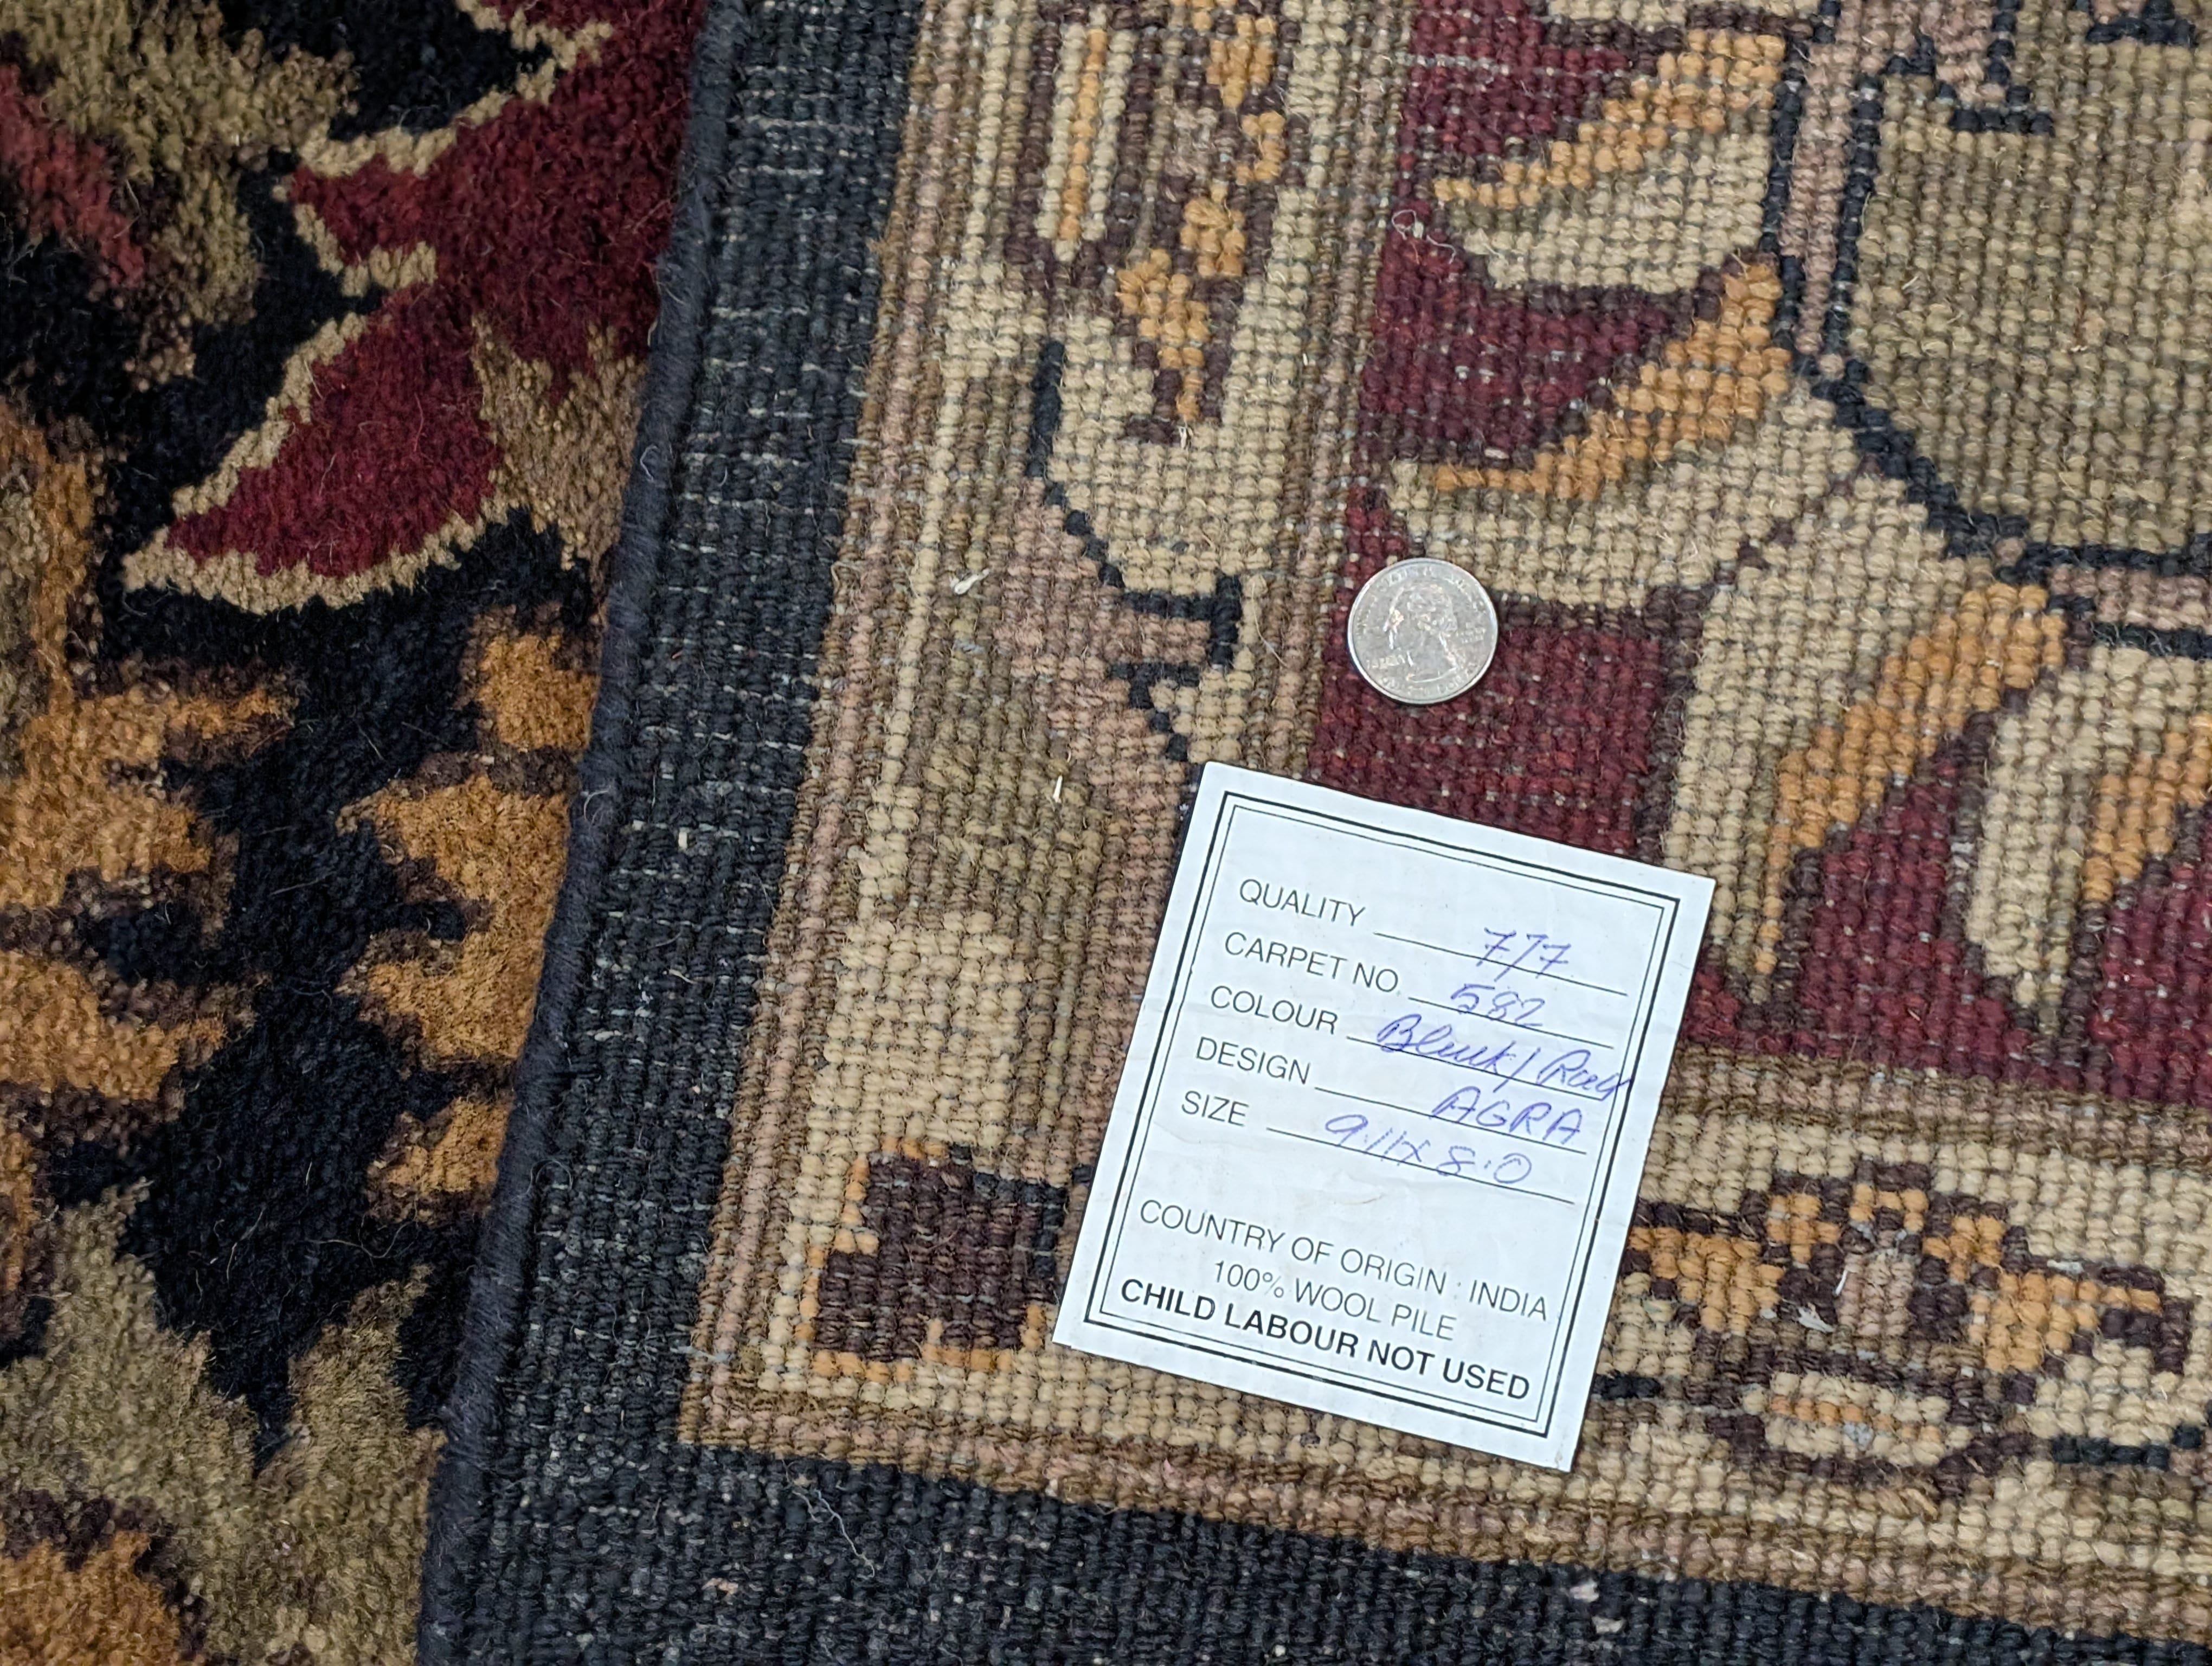 QUALITY 7/7
CARPET NO. 582
COLOUR Black/
DESIGN AGRA
SIZE 9.11X8.0
COUNTRY OF ORIGIN : INDIA
100% WOOL PILE
CHILD LABOUR NOT USED